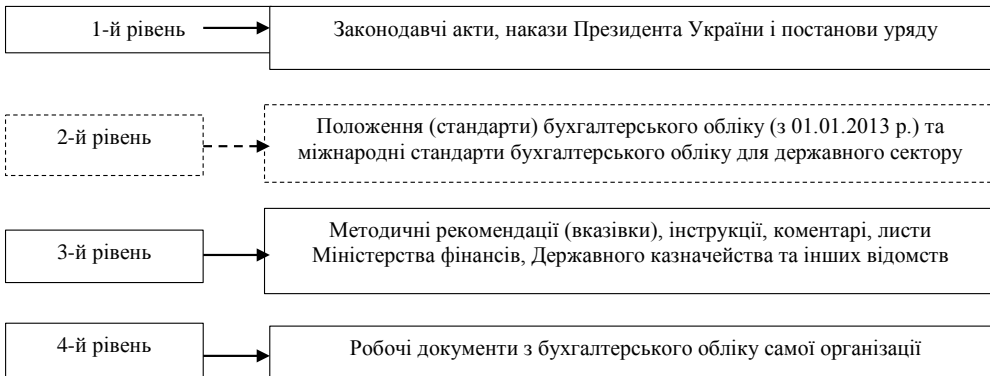 1-й рівень
Законодавчі акти, накази Президента України і постанови уряду
2-й рівень
Положення (стандарти) бухгалтерського обліку (з 01.01.2013 р.) та
міжнародні стандарти бухгалтерського обліку для державного сектору
3-й рівень
Методичні рекомендації (вказівки), інструкції, коментарі, листи
Міністерства фінансів, Державного казначейства та інших відомств
4-й рівень
Робочі документи з бухгалтерського обліку самої організації